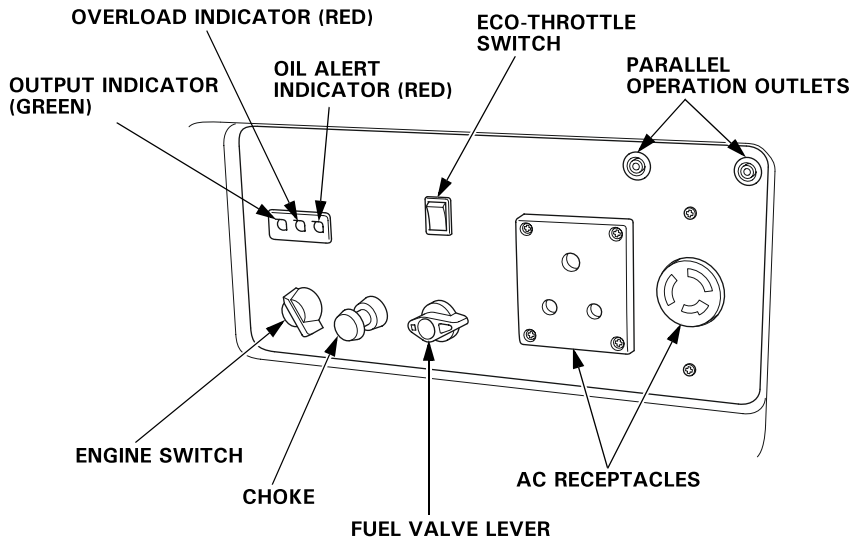 OVERLOAD INDICATOR (RED)
ECO-THROTTLE
SWITCH
OIL ALERT
INDICATOR (RED)
PARALLEL
OPERATION OUTLETS
OUTPUT INDICATOR
(GREEN)
ENGINE SWITCH
CHOKE
FUEL VALVE LEVER
AC RECEPTACLES